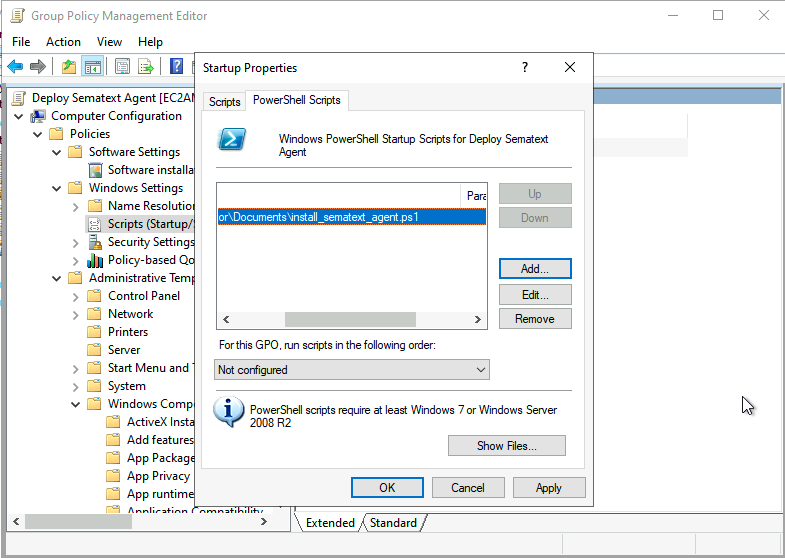 Group Policy Management Editor
File Action View Help
Deploy Sematext Agent [EC2AM
Computer Configuration
Policies
Software Settings
Software installa
Windows Settings
Name Resolution
Scripts (Startup/S
Security Settings
Policy-based Qo
Administrative Temp
Control Panel
Network
Printers
Server
Start Menu and T
System
Windows Compo
ActiveX Insta
Add features
App Package
App Privacy
App runtime
Application Compatibility
Extended
Standard
Startup Properties
?
Scripts
PowerShell Scripts
Windows PowerShell Startup Scripts for Deploy Sematext
Agent
Para
or\Documents\install_sematext_agent.ps1
Up
Down
Add...
Edit...
Remove
For this GPO, run scripts in the following order:
Not configured
PowerShell scripts require at least Windows 7 or Windows Server
2008 R2
Show Files...
OK
Cancel
Apply